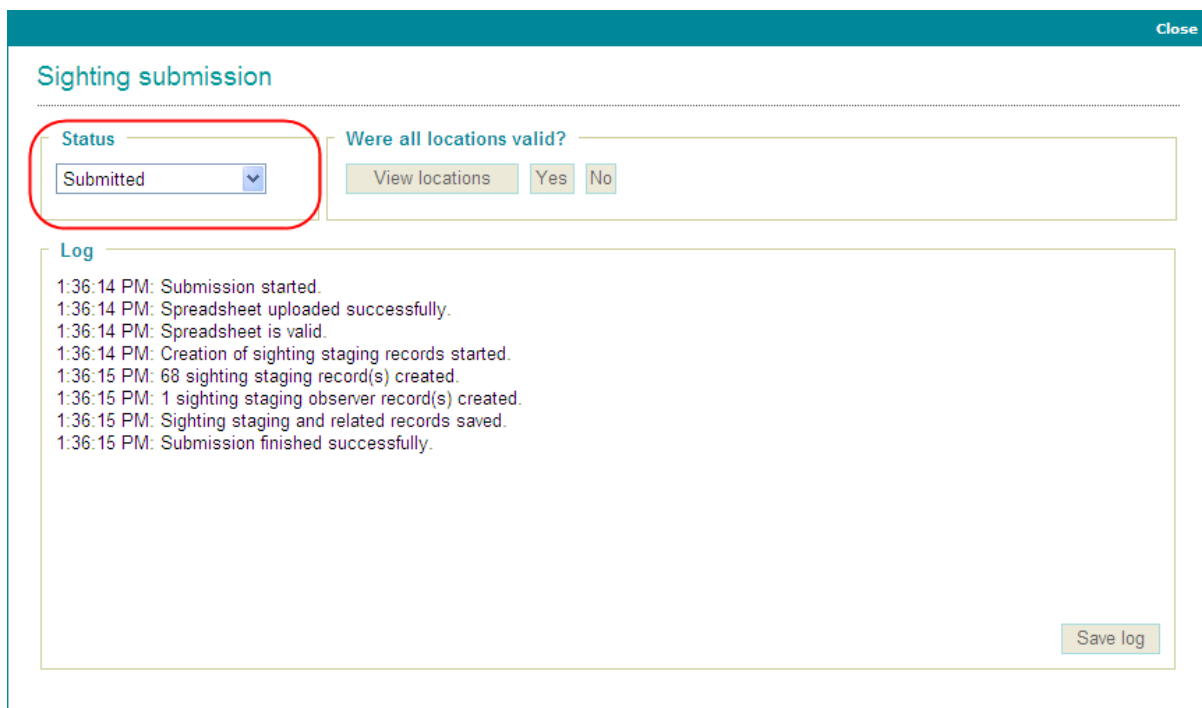 Close
Sighting submission
Status
Were all locations valid?
Submitted
View locations
Yes
No
Log
1:36:14 PM: Submission started.
1:36:14 PM: Spreadsheet uploaded successfully.
1:36:14 PM: Spreadsheet is valid.
1:36:14 PM: Creation of sighting staging records started.
1:36:15 PM: 68 sighting staging record(s) created.
1:36:15 PM: 1 sighting staging observer record(s) created.
1:36:15 PM: Sighting staging and related records saved.
1:36:15 PM: Submission finished successfully.
Save log